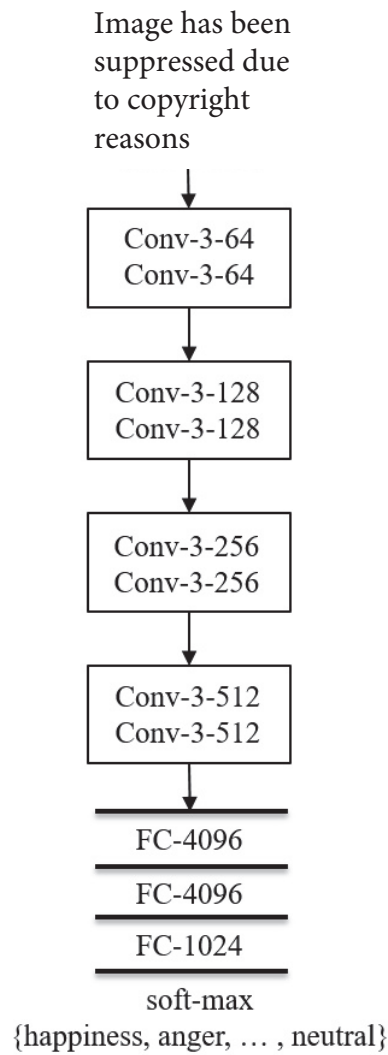 Image has been
suppressed due
to copyright
reasons
Conv-3-64
Conv-3-64
Conv-3-128
Conv-3-128
Conv-3-256
Conv-3-256
Conv-3-512
Conv-3-512
FC-4096
FC-4096
FC-1024
soft-max
{happiness, anger, … , neutral}